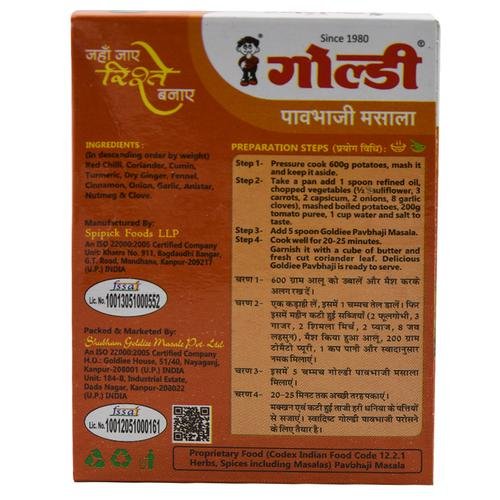 Since 1980
जहाँ जाए
रिश्ते
बनाए
गोल्डी®
पावभाजी मसाला
INGREDIENTS :
(In descending order by weight)
Red Chilli, Coriander, Cumin,
Turmeric, Dry Ginger, Fennel,
Cinnamon, Onion, Garlic, Anistar,
Nutmeg & Clove.
Manufactured By:
Spipick Foods LLP
An ISO 22000:2005 Certified Company
Unit: Khatra No. 911, Bagdaudhi Bangar,
G.T. Road, Mandhana, Kanpur-209217
(U.P.) INDIA
fssai
Lic. No. 10013051000552
Packed & Marketed By:
Shubham Goldiee Masale Pvt. Ltd.
An ISO 22000:2005 Certified Company
H.O.: Goldiee House, 51/40, Nayaganj,
Kanpur-208001 (U.P.) INDIA
Unit: 184-B, Industrial Estate,
Dada Nagar, Kanpur-208022
(U.P.) INDIA
fssai
Lic. No. 10012051000161
PREPARATION STEPS (प्रयोग विधि):
Step 1- Pressure cook 600g potatoes, mash it
and keep it aside.
Step 2- Take a pan add 1 spoon refined oil,
chopped vegetables (½ cauliflower, 3
carrots, 2 capsicum, 2 onions, 8 garlic
cloves), mashed boiled potatoes, 200g
tomato puree, 1 cup water and salt to
taste.
Step 3- Add 5 spoon Goldiee Pavbhaji Masala.
Step 4- Cook well for 20-25 minutes.
Garnish it with a cube of butter and
fresh cut coriander leaf. Delicious
Goldiee Pavbhaji is ready to serve.
चरण 1- 600 ग्राम आलू को उबालें और मैश करके
अलग रख दें।
चरण 2- एक कड़ाही लें, इसमें 1 चम्मच तेल डालें। फिर
इसमें महीन कटी हुई सब्जियाँ (½ फूलगोभी, 3
गाजर, 2 शिमला मिर्च, 2 प्याज, 8 जवे
लहसुन)। मैश किया हुआ आलू, 200 ग्राम
टोमैटो प्यूरी, 1 कप पानी और स्वादानुसार
नमक मिलाएं।
चरण 3- इसमें 5 चम्मच गोल्डी पावभाजी मसाला
मिलाएं।
चरण 4- 20-25 मिनट तक अच्छी तरह पकाएं।
मक्खन एवं कटी हुई ताजी हरी धनिया के पत्तियों
से सजाएं। स्वादिष्ट गोल्डी पावभाजी परोसने
के लिए तैयार है।
Proprietary Food (Codex Indian Food Code 12.2.1
Herbs, Spices including Masalas) Pavbhaji Masala